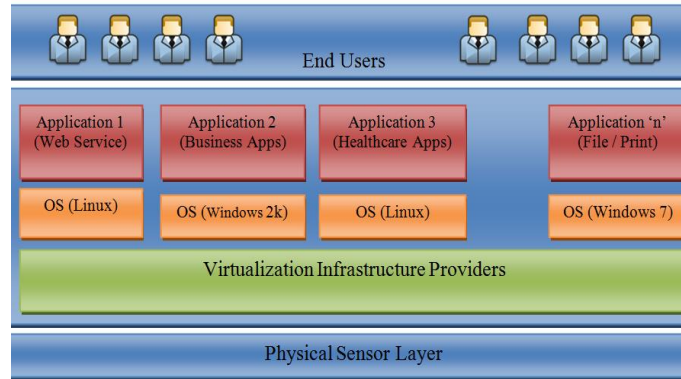 End Users
Application 1
(Web Service)
Application 2
(Business Apps)
Application 3
(Healthcare Apps)
Application ‘n’
(File / Print)
OS (Linux)
OS (Windows 2k)
OS (Linux)
OS (Windows 7)
Virtualization Infrastructure Providers
Physical Sensor Layer